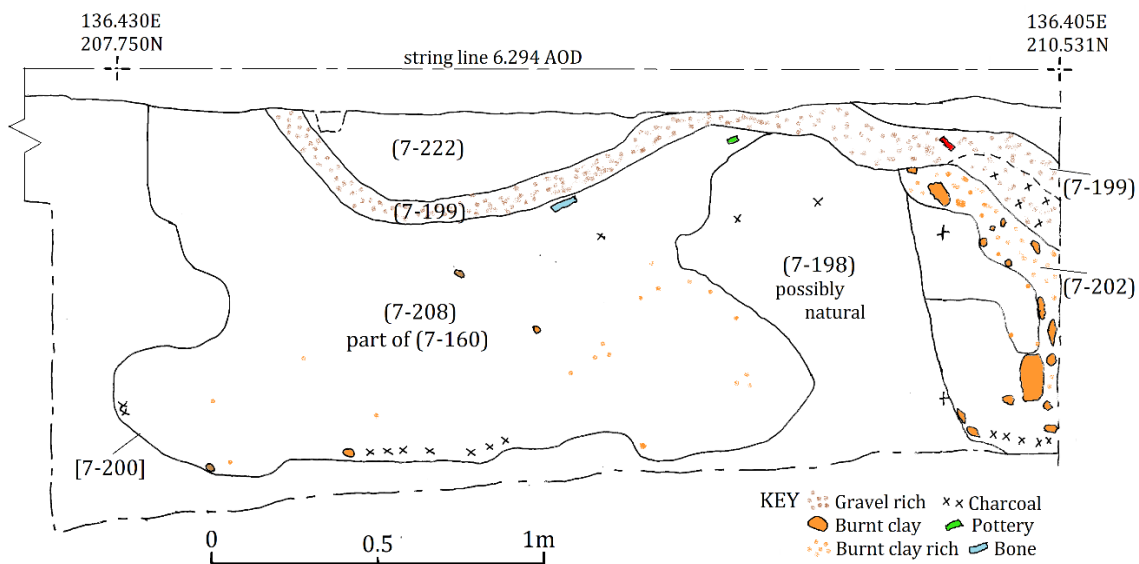 136.430E
207.750N
136.405E
210.531N
string line 6.294 AOD
(7-222)
(7-199)
(7-199)
(7-198)
possibly
natural
(7-202)
(7-208)
part of (7-160)
[7-200]
KEY
Gravel rich
Charcoal
Burnt clay
Pottery
Burnt clay rich
Bone
0
0.5
1m